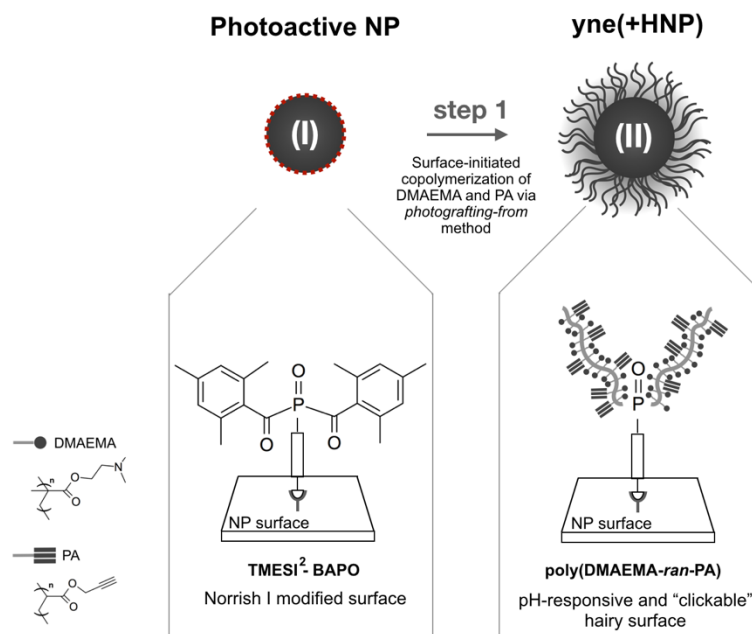 Photoactive NP
yne(+HNP)
(I)
step 1
(II)
Surface-initiated
copolymerization of
DMAEMA and PA via
photografting-from
method
O
P
O
O
NP surface
TMESI²- BAPO
Norrish I modified surface
O
P
NP surface
poly(DMAEMA-ran-PA)
pH-responsive and “clickable”
hairy surface
DMAEMA
n
O
N
O
PA
n
O
O